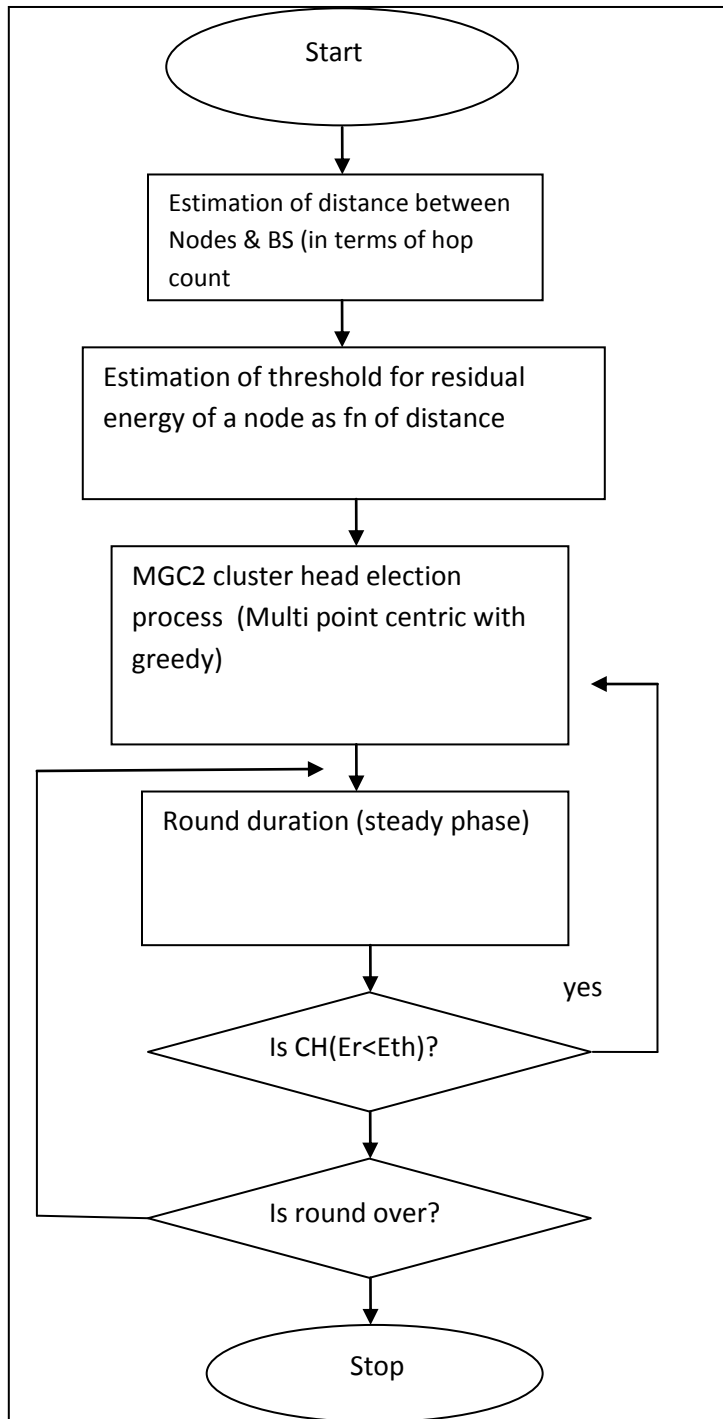 Start
Estimation of distance between
Nodes & BS (in terms of hop
count
Estimation of threshold for residual
energy of a node as fn of distance
MGC2 cluster head election
process (Multi point centric with
greedy)
Round duration (steady phase)
yes
Is CH(Er<Eth)?
Is round over?
Stop